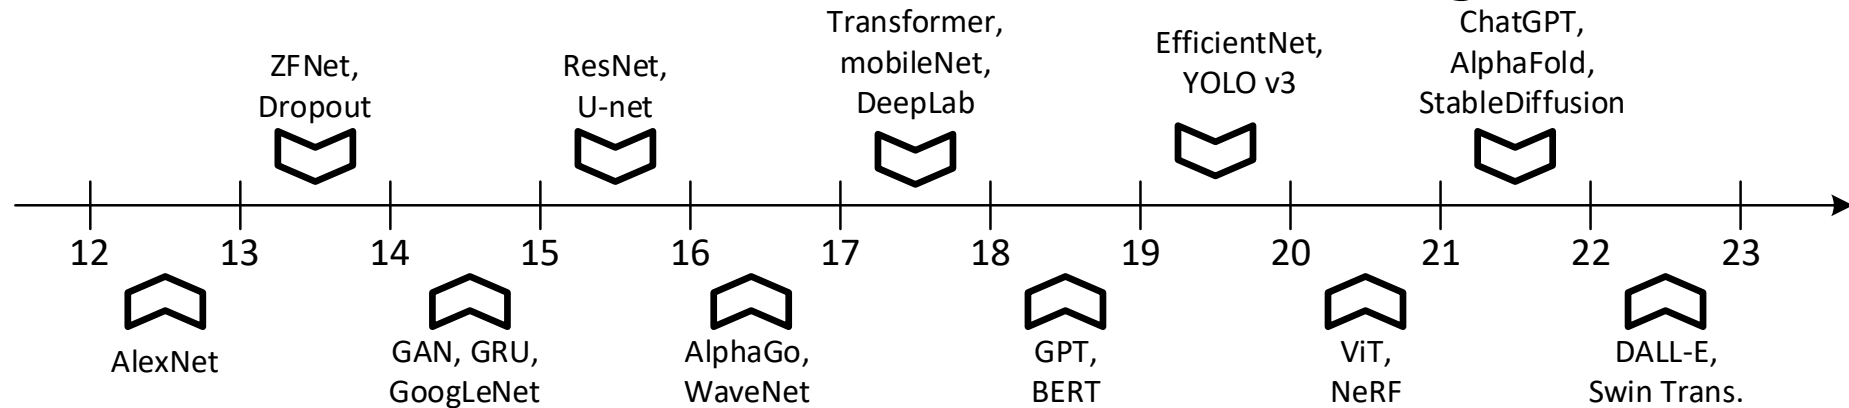 ZFNet,
Dropout
ResNet,
U-net
Transformer,
mobileNet,
DeepLab
EfficientNet,
YOLO v3
ChatGPT,
AlphaFold,
StableDiffusion
12
13
14
15
16
17
18
19
20
21
22
23
AlexNet
GAN, GRU,
GoogLeNet
AlphaGo,
WaveNet
GPT,
BERT
ViT,
NeRF
DALL-E,
Swin Trans.